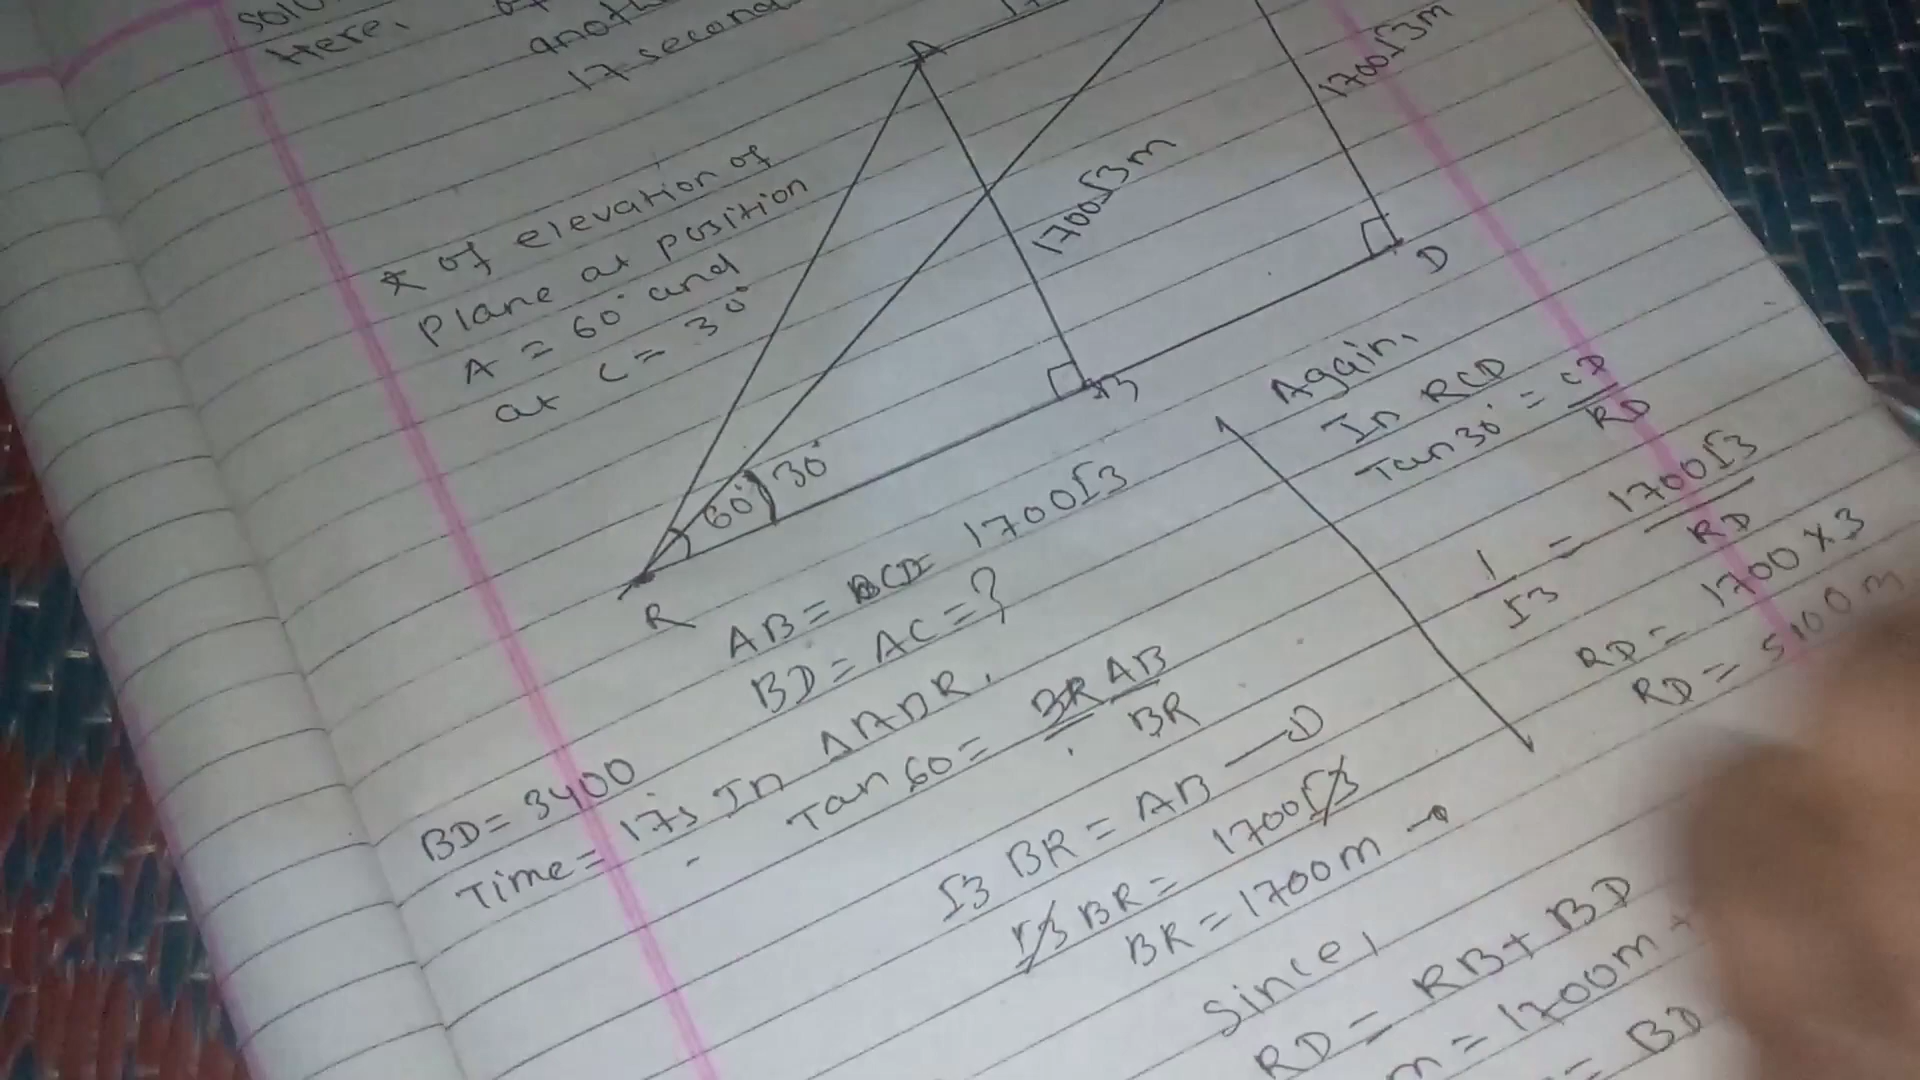 Here,
another
17 second
A
1700√3m
1700√3m
D
B
∡ of elevation of
plane at position
A = 60° and
at C = 30°
60° 30°
R
AB = CD = 1700√3
BD = AC = ?
BD = 3400
Time = 17s In
Tan 60 = AB
BR
√3 BR = AB
√3 BR = 1700√3
BR = 1700m
Again,
In RCD
Tan 30° = CD
RD
1 = 1700√3
√3 RD
RD = 1700 × 3
RD = 5100m
Since,
RD = RB + BD
m = 1700m +
= BD